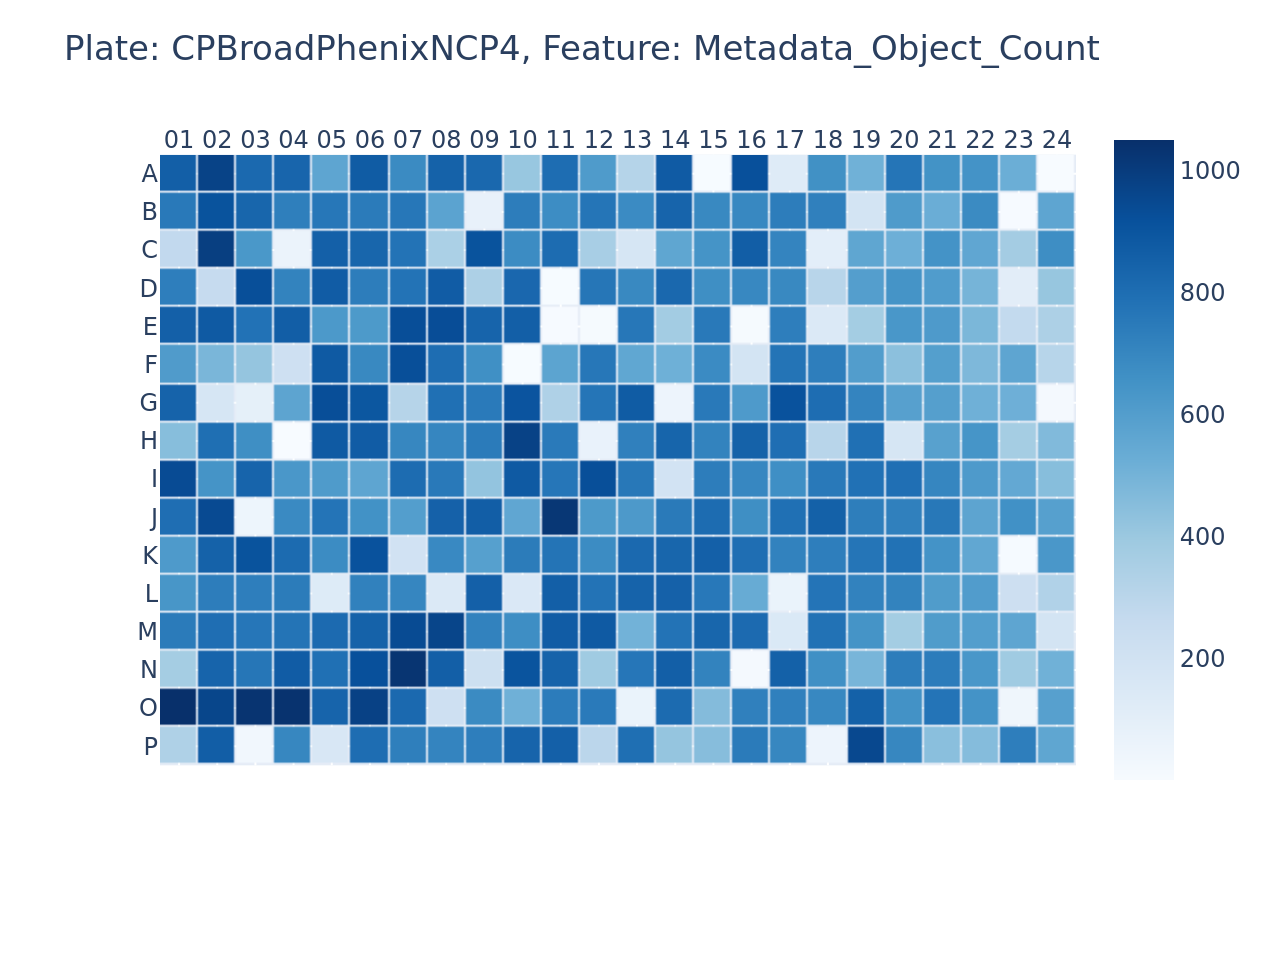 Plate: CPBroadPhenixNCP4, Feature: Metadata_Object_Count
01 02 03 04 05 06 07 08 09 10 11 12 13 14 15 16 17 18 19 20 21 22 23 24
A
B
C
D
E
F
G
H
I
J
K
L
M
N
O
P
1000
800
600
400
200